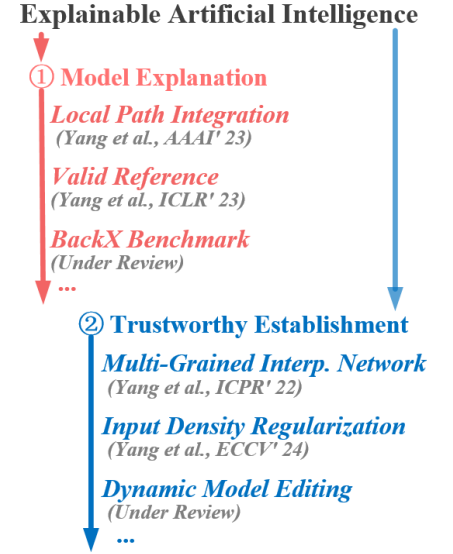 Explainable Artificial Intelligence
① Model Explanation
Local Path Integration
(Yang et al., AAAI' 23)
Valid Reference
(Yang et al., ICLR' 23)
BackX Benchmark
(Under Review)
...
② Trustworthy Establishment
Multi-Grained Interp. Network
(Yang et al., ICPR' 22)
Input Density Regularization
(Yang et al., ECCV' 24)
Dynamic Model Editing
(Under Review)
...